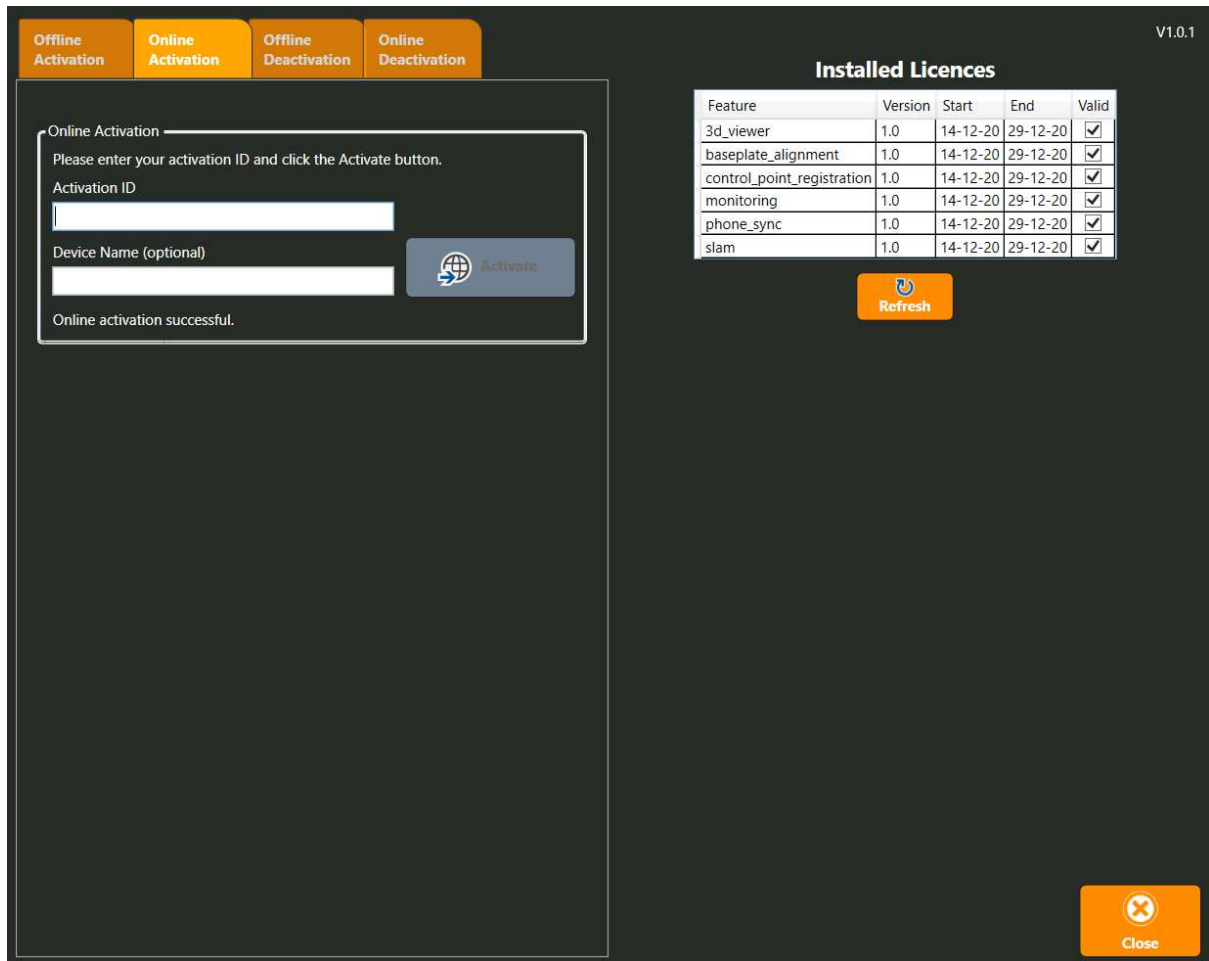 Offline Activation
Online Activation
Offline Deactivation
Online Deactivation
V1.0.1
Online Activation
Please enter your activation ID and click the Activate button.
Activation ID
Device Name (optional)
Activate
Online activation successful.
Installed Licences
Feature Version Start End Valid
3d_viewer 1.0 14-12-20 29-12-20
baseplate_alignment 1.0 14-12-20 29-12-20
control_point_registration 1.0 14-12-20 29-12-20
monitoring 1.0 14-12-20 29-12-20
phone_sync 1.0 14-12-20 29-12-20
slam 1.0 14-12-20 29-12-20
Refresh
Close